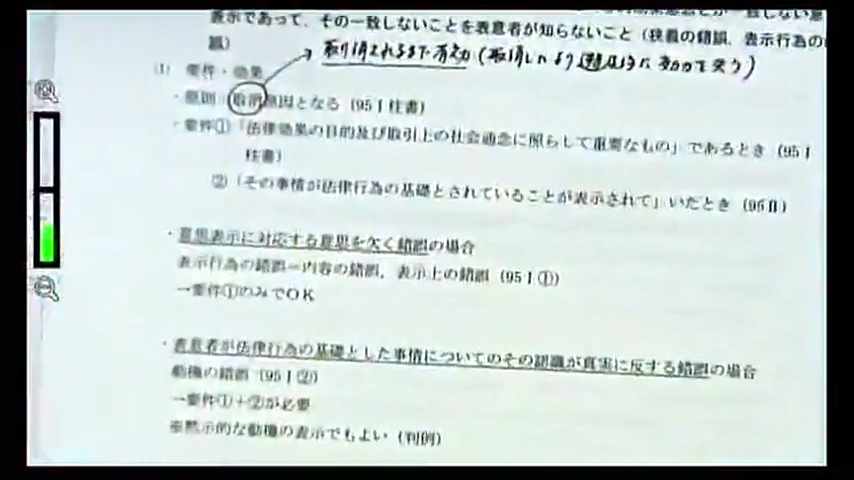 表示であって、その一致しないことを表意者が知らないこと（狭義の錯誤、表示行為の
誤）
取り消されるまで有効（取消しにより遡及的に効力を失う）
(1) 要件・効果
・原則 取消原因となる（95Ⅰ柱書）
・要件①「法律効果の目的及び取引上の社会通念に照らして重要なもの」であるとき（95Ⅰ
柱書）
②「その事情が法律行為の基礎とされていることが表示されて」いたとき（95Ⅱ）
・意思表示に対応する意思を欠く錯誤の場合
表示行為の錯誤＝内容の錯誤、表示上の錯誤（95Ⅰ①）
→要件①のみでＯＫ
・表意者が法律行為の基礎とした事情についてのその認識が真実に反する錯誤の場合
動機の錯誤（95Ⅰ②）
→要件①＋②が必要
※黙示的な動機の表示でもよい（判例）